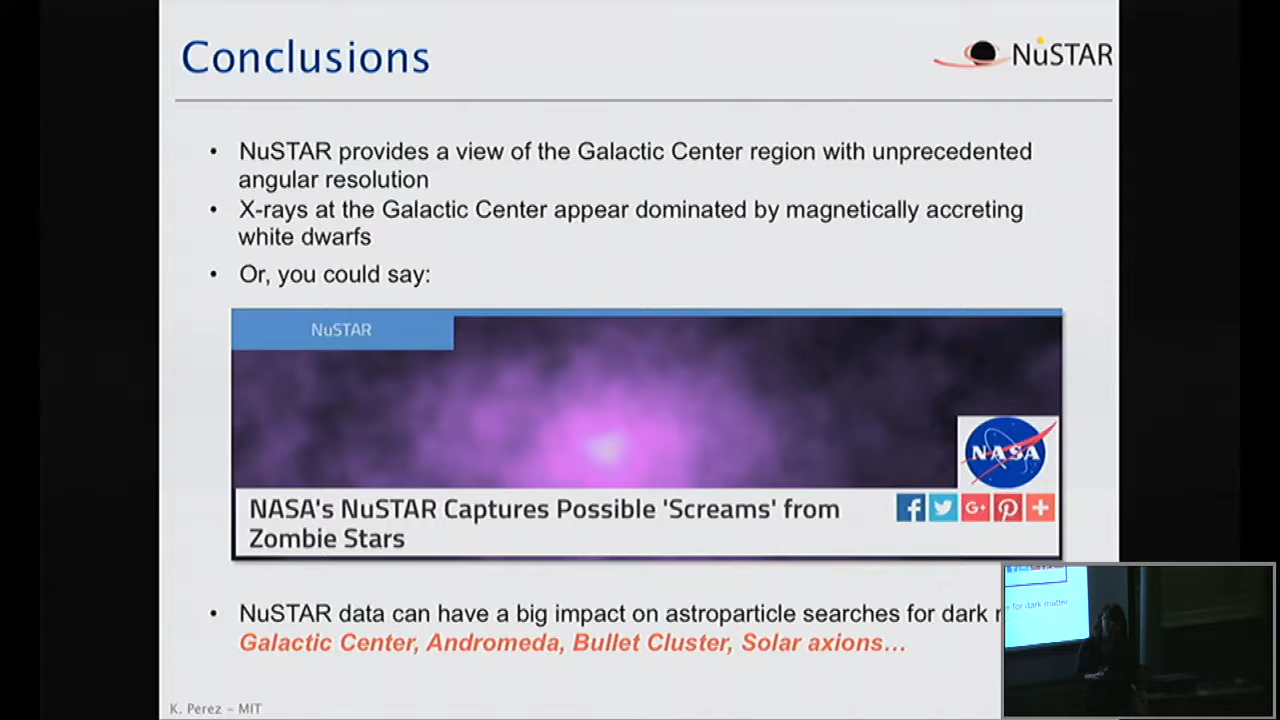 Conclusions
NuSTAR
• NuSTAR provides a view of the Galactic Center region with unprecedented
angular resolution
• X-rays at the Galactic Center appear dominated by magnetically accreting
white dwarfs
• Or, you could say:
NuSTAR
NASA
NASA's NuSTAR Captures Possible 'Screams' from
Zombie Stars
• NuSTAR data can have a big impact on astroparticle searches for dark
Galactic Center, Andromeda, Bullet Cluster, Solar axions...
for dark matter
K. Perez – MIT